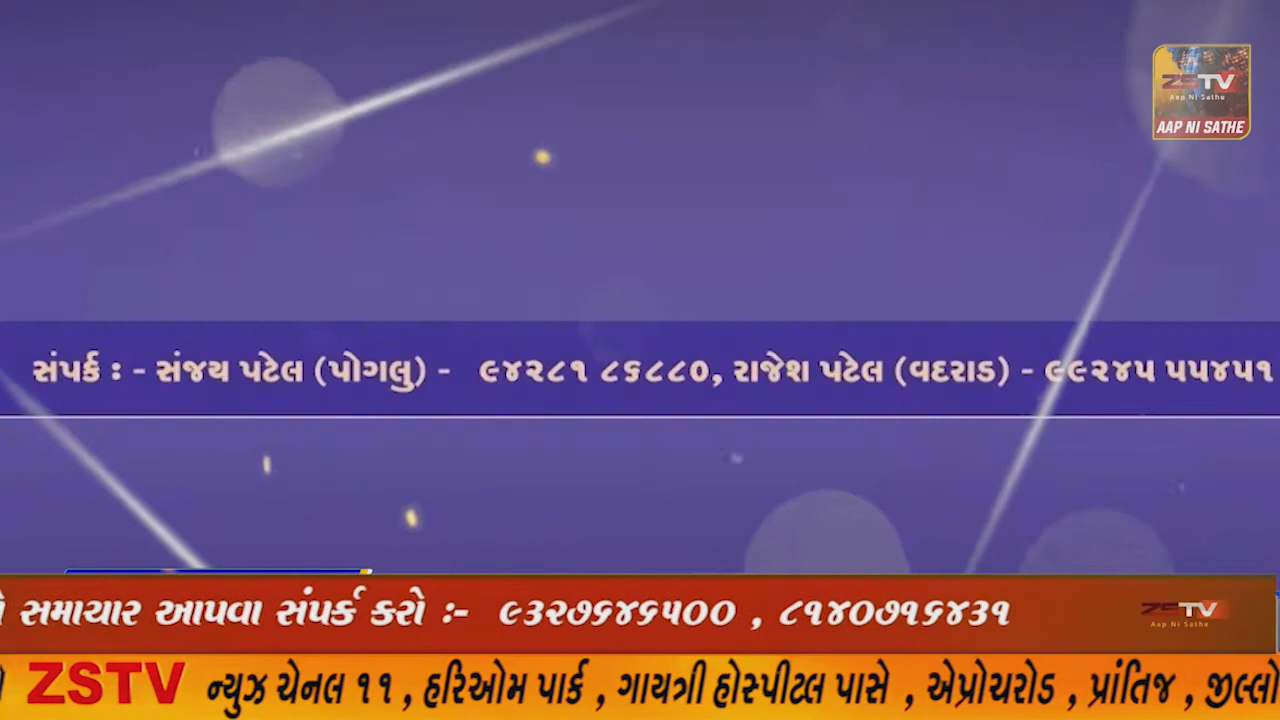 ZSTV
Aap Ni Sathe
AAP NI SATHE
સંપર્ક : - સંજય પટેલ (પોગલુ) - ૯૪૨૮૧ ૮૬૮૮૦, રાજેશ પટેલ (વદરાડ) - ૯૯૨૪૫ ૫૫૪૫૧
સમાચાર આપવા સંપર્ક કરો :- ૯૩૨૭૬૪૬૫૦૦ , ૮૧૪૦૭૧૬૪૩૧
ZSTV
Aap Ni Sathe
ZSTV ન્યુઝ ચેનલ ૧૧ , હરિઓમ પાર્ક , ગાયત્રી હોસ્પીટલ પાસે , એપ્રોચરોડ , પ્રાંતિજ , જીલ્લો